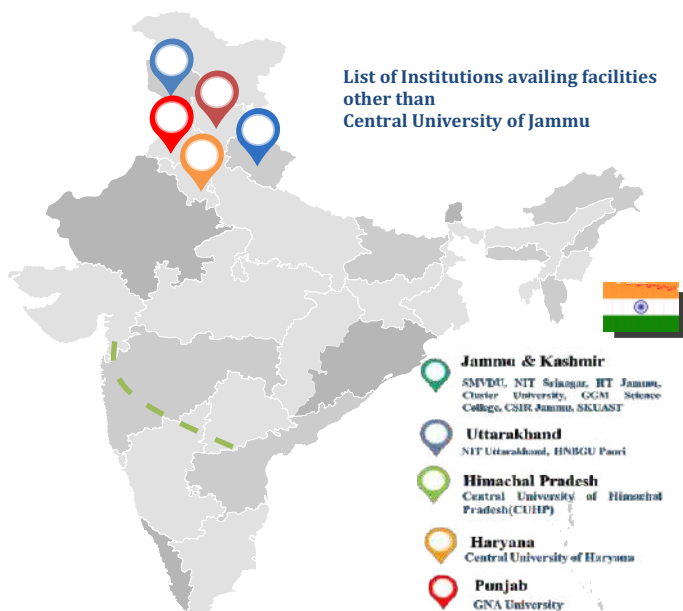 List of Institutions availing facilities
other than
Central University of Jammu
Jammu & Kashmir
SMVDU, NIT Srinagar, IIT Jammu,
Cluster University, GGM Science
College, CSIR Jammu, SKUAST
Uttarakhand
NIT Uttarakhand, HNBGU Pauri
Himachal Pradesh
Central University of Himachal
Pradesh(CUHP)
Haryana
Central University of Haryana
Punjab
GNA University